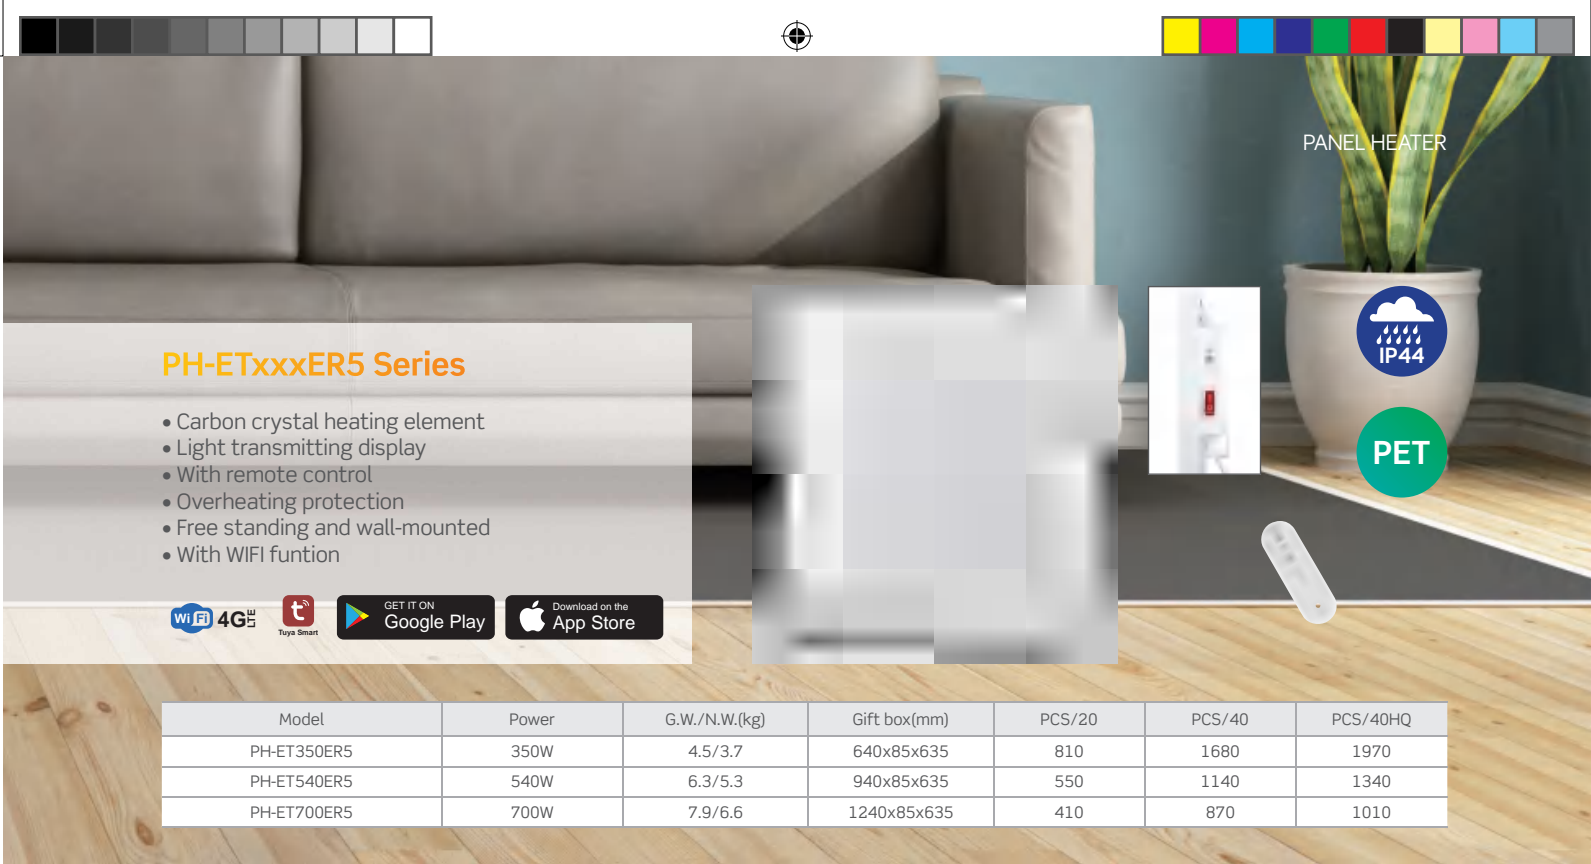 PANEL HEATER
PH-ETxxxER5 Series
• Carbon crystal heating element
• Light transmitting display
• With remote control
• Overheating protection
• Free standing and wall-mounted
• With WIFI funtion
IP44
PET
WiFi 4G LTE
Tuya Smart
GET IT ON
Google Play
Download on the
App Store
Model Power G.W./N.W.(kg) Gift box(mm) PCS/20 PCS/40 PCS/40HQ
PH-ET350ER5 350W 4.5/3.7 640x85x635 810 1680 1970
PH-ET540ER5 540W 6.3/5.3 940x85x635 550 1140 1340
PH-ET700ER5 700W 7.9/6.6 1240x85x635 410 870 1010